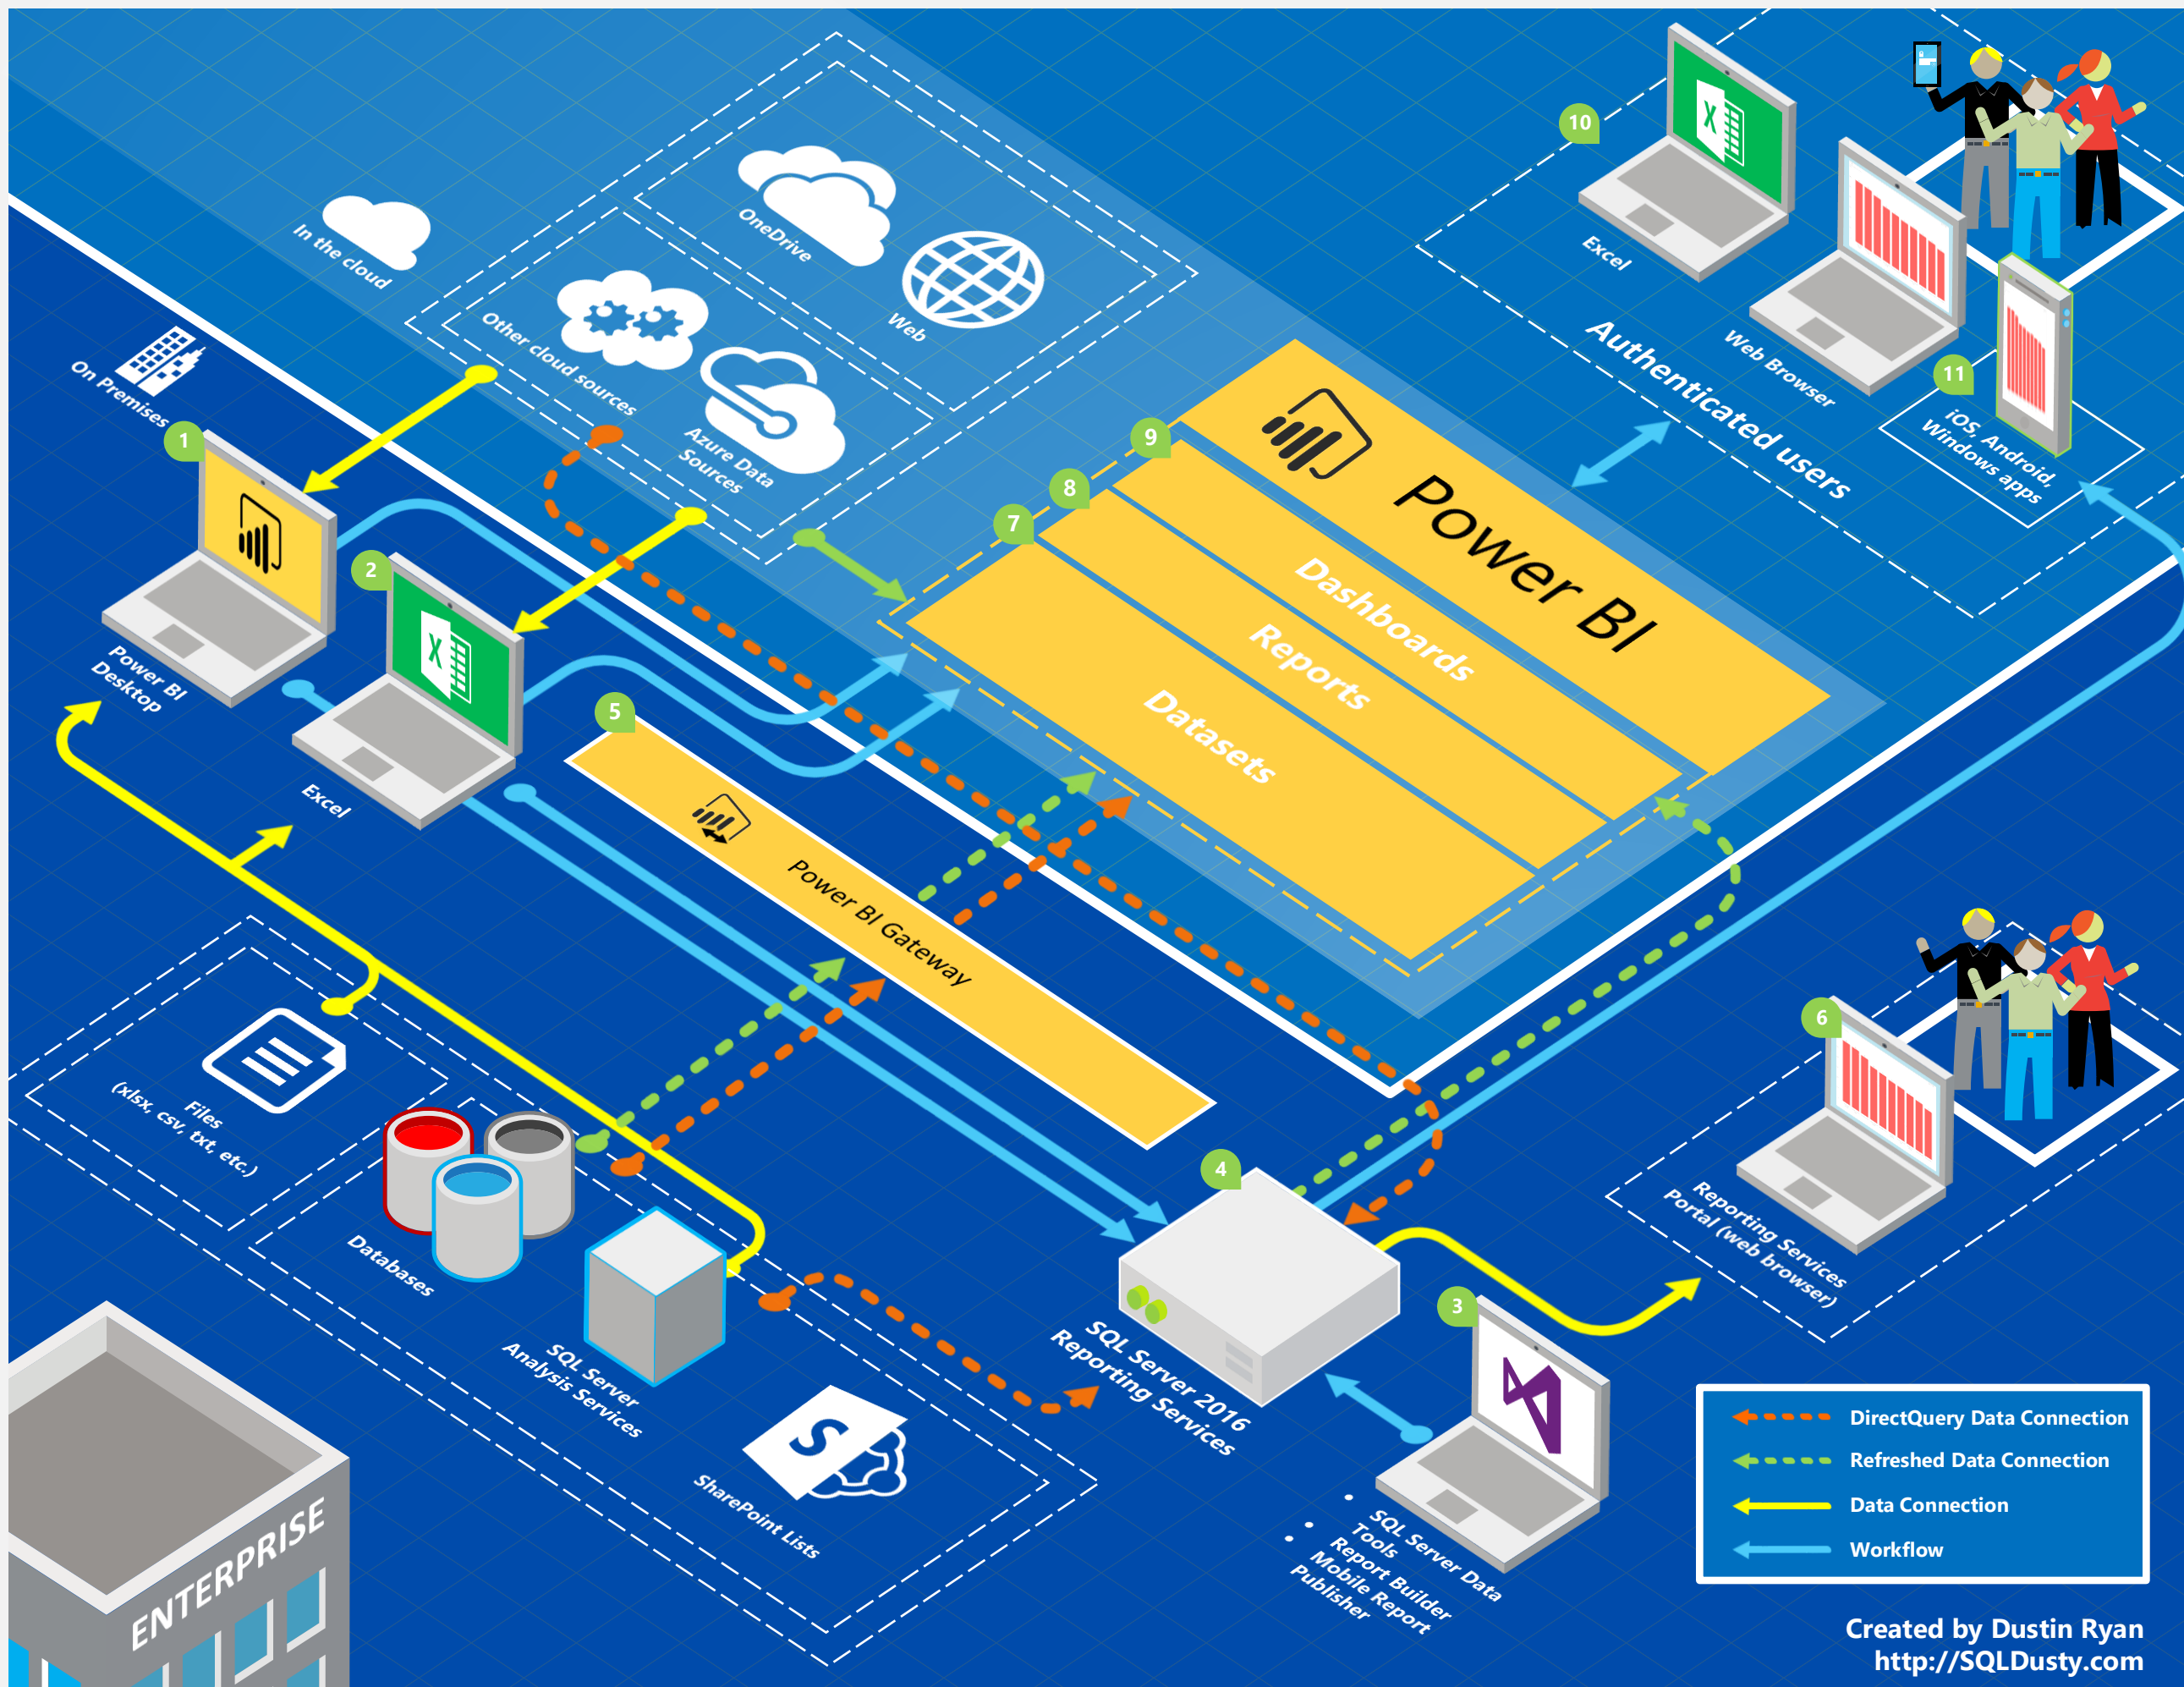 10
Excel
Web Browser
11
iOS, Android,
Windows apps
Authenticated users
In the cloud
OneDrive
Web
Other cloud sources
Azure Data
Sources
On Premises
1
Power BI
Desktop
2
Excel
9
8
7
Power BI
Dashboards
Reports
Datasets
5
Power BI Gateway
Files
(xlsx, csv, txt, etc.)
Databases
SQL Server
Analysis Services
S
SharePoint Lists
ENTERPRISE
4
SQL Server 2016
Reporting Services
6
Reporting Services
Portal (web browser)
3
• SQL Server Data
Tools
• Report Builder
• Mobile Report
Publisher
DirectQuery Data Connection
Refreshed Data Connection
Data Connection
Workflow
Created by Dustin Ryan
http://SQLDusty.com